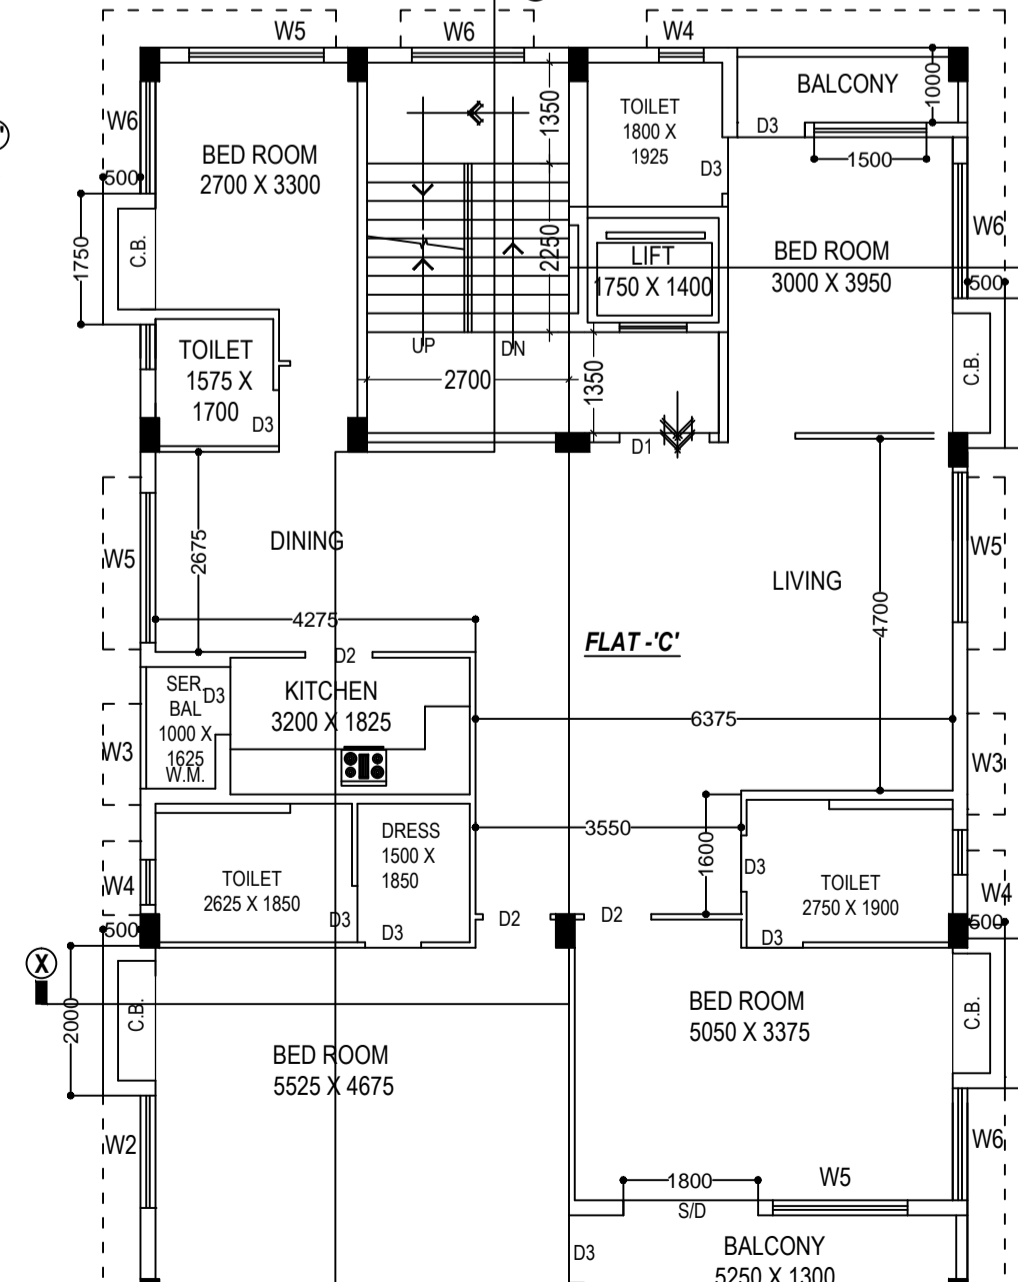 W5
W6
W4
BALCONY
1000
TOILET
1800 X
1925
D3
D3
1500
W6
BED ROOM
2700 X 3300
1350
500
1750
C.B.
2250
LIFT
1750 X 1400
BED ROOM
3000 X 3950
W6
500
C.B.
TOILET
1575 X
1700
D3
UP
DN
2700
1350
D1
2675
DINING
W5
4275
LIVING
W5
4700
FLAT -'C'
D2
SER.
BAL
1000 X
1625
W.M.
D3
KITCHEN
3200 X 1825
W3
6375
W3
3550
1600
DRESS
1500 X
1850
D3
TOILET
2625 X 1850
D3
W4
500
D2
D2
D3
TOILET
2750 X 1900
D3
W4
500
X
2000
C.B.
BED ROOM
5525 X 4675
BED ROOM
5050 X 3375
C.B.
W2
W6
1800
S/D
W5
D3
BALCONY
5250 X 1300